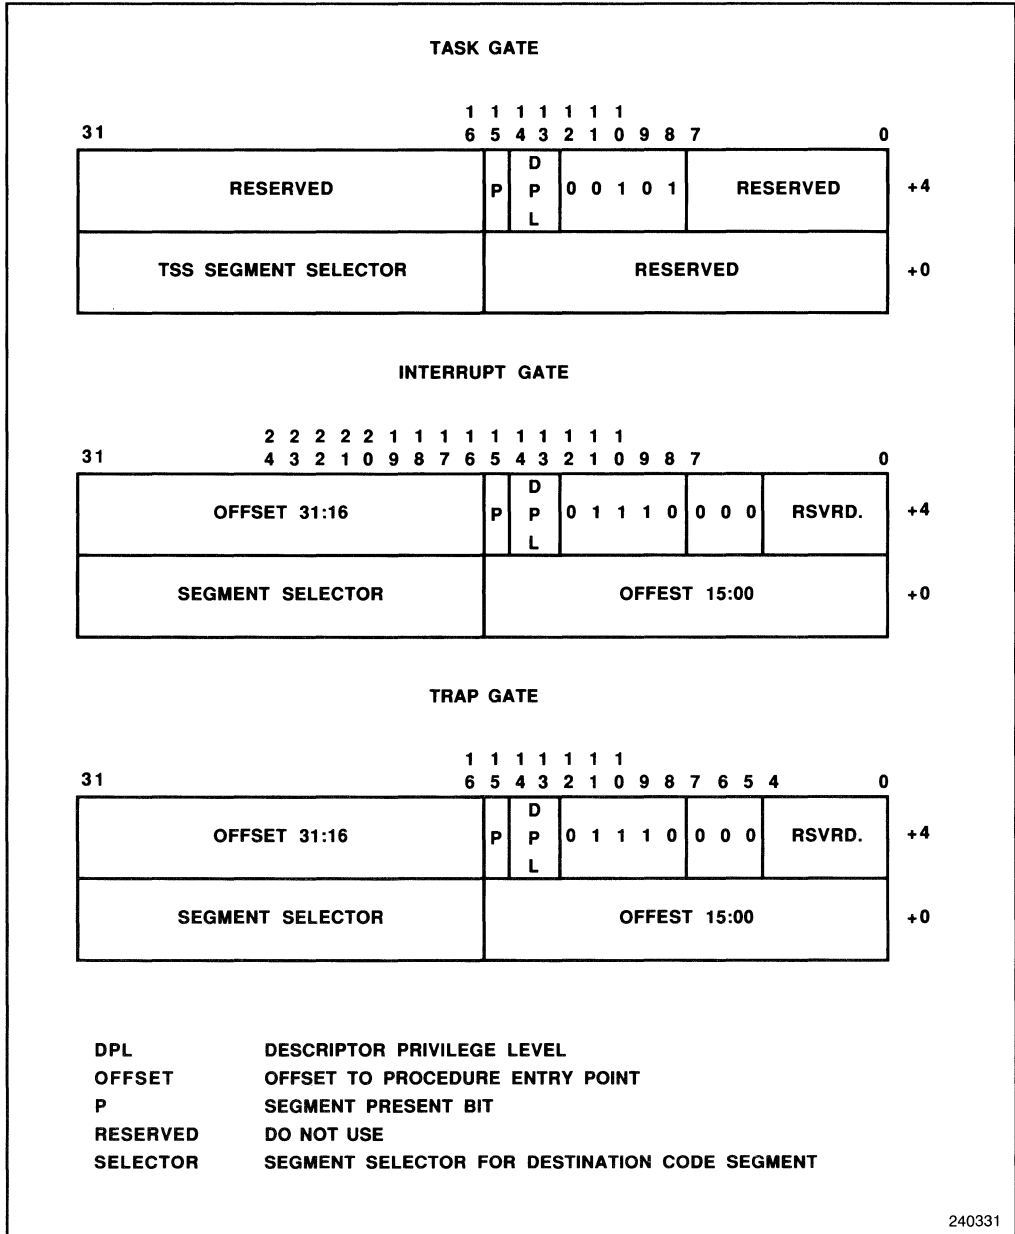 TASK GATE
1 1 1 1 1 1 1
31 6 5 4 3 2 1 0 9 8 7 0
RESERVED P DPL 0 0 1 0 1 RESERVED +4
TSS SEGMENT SELECTOR RESERVED +0
INTERRUPT GATE
2 2 2 2 2 1 1 1 1 1 1 1 1 1 1
31 4 3 2 1 0 9 8 7 6 5 4 3 2 1 0 9 8 7 0
OFFSET 31:16 P DPL 0 1 1 1 0 0 0 0 RSVRD. +4
SEGMENT SELECTOR OFFEST 15:00 +0
TRAP GATE
1 1 1 1 1 1 1
31 6 5 4 3 2 1 0 9 8 7 6 5 4 0
OFFSET 31:16 P DPL 0 1 1 1 0 0 0 0 RSVRD. +4
SEGMENT SELECTOR OFFEST 15:00 +0
DPL DESCRIPTOR PRIVILEGE LEVEL
OFFSET OFFSET TO PROCEDURE ENTRY POINT
P SEGMENT PRESENT BIT
RESERVED DO NOT USE
SELECTOR SEGMENT SELECTOR FOR DESTINATION CODE SEGMENT
240331